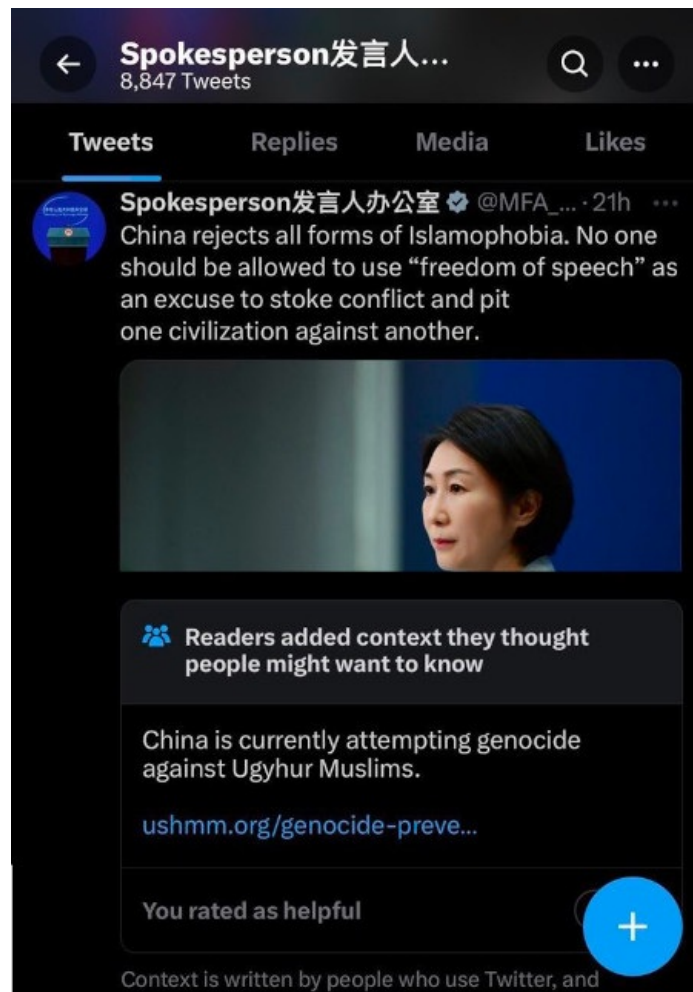 Spokesperson发言人...
8,847 Tweets
Tweets Replies Media Likes
Spokesperson发言人办公室 @MFA_... · 21h
China rejects all forms of Islamophobia. No one
should be allowed to use “freedom of speech” as
an excuse to stoke conflict and pit
one civilization against another.
Readers added context they thought
people might want to know
China is currently attempting genocide
against Ugyhur Muslims.
ushmm.org/genocide-preve...
You rated as helpful
Context is written by people who use Twitter, and